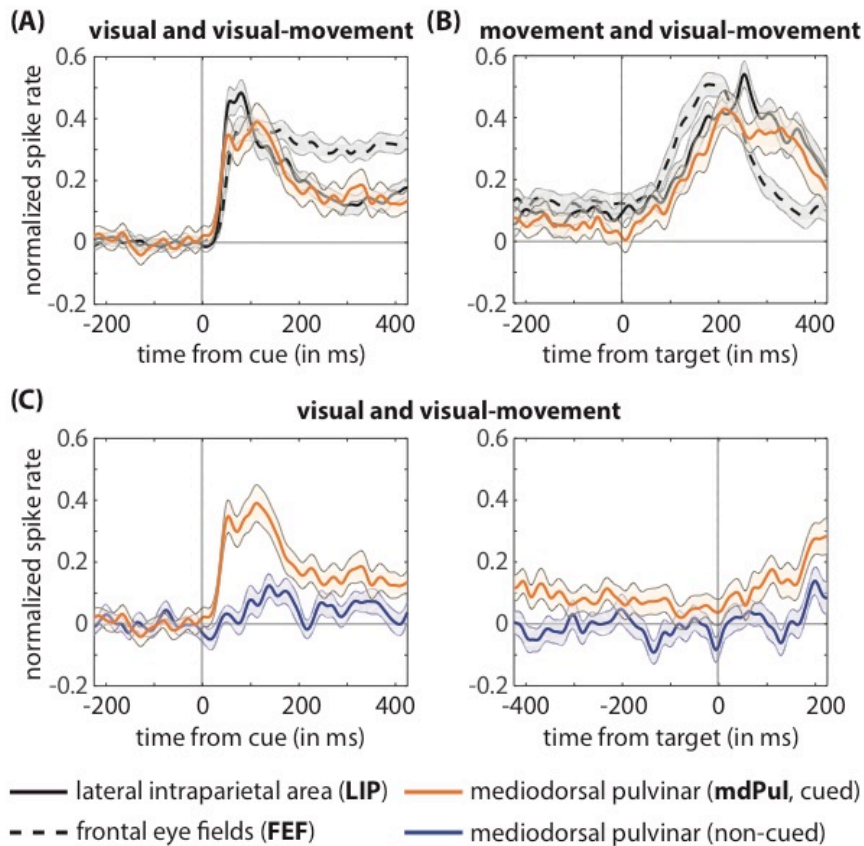 (A) visual and visual-movement
(B) movement and visual-movement
normalized spike rate
0.6
0.4
0.2
0
-0.2
-200 0 200 400
time from cue (in ms)
0.6
0.4
0.2
0
-0.2
-400 -200 0 200 400
time from target (in ms)
(C) visual and visual-movement
normalized spike rate
0.6
0.4
0.2
0
-0.2
-200 0 200 400
time from cue (in ms)
0.6
0.4
0.2
0
-0.2
-400 -200 0 200
time from target (in ms)
lateral intraparietal area (LIP)
mediodorsal pulvinar (mdPul, cued)
frontal eye fields (FEF)
mediodorsal pulvinar (non-cued)